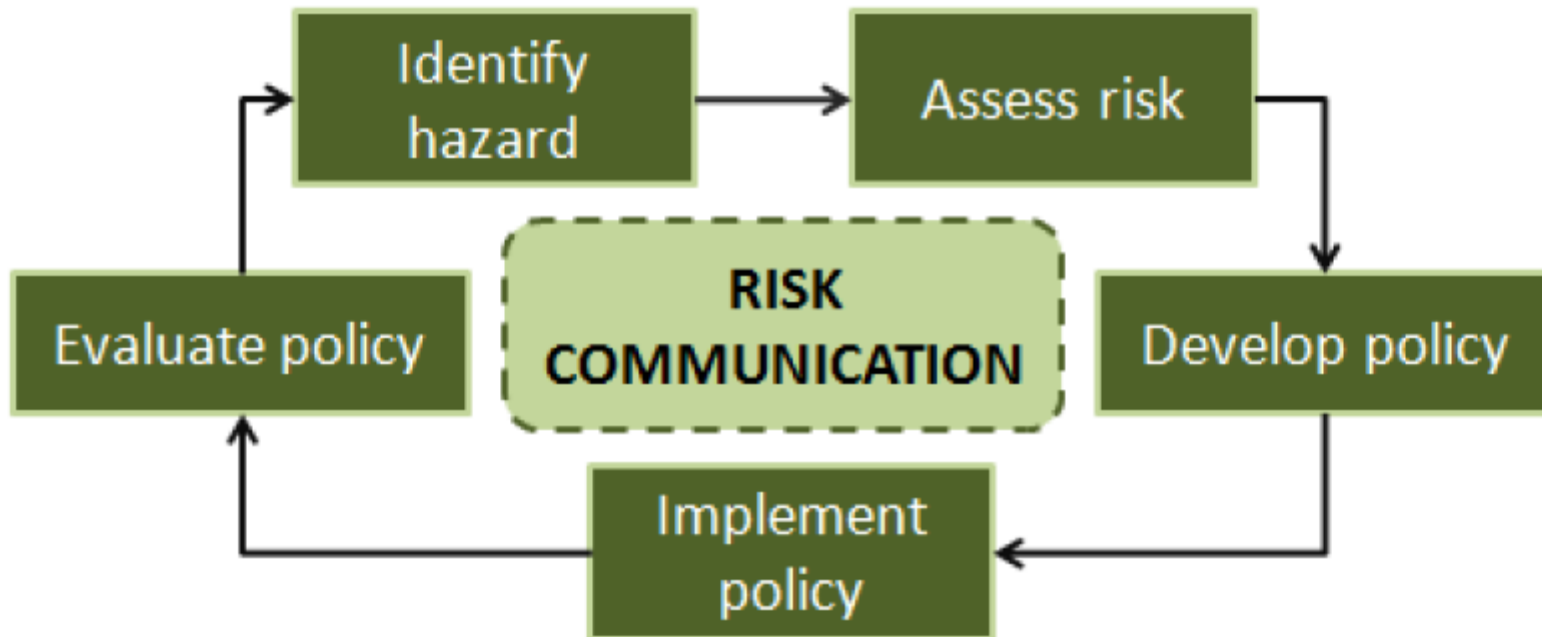 Identify
hazard
Assess risk
RISK
COMMUNICATION
Evaluate policy
Develop policy
Implement
policy